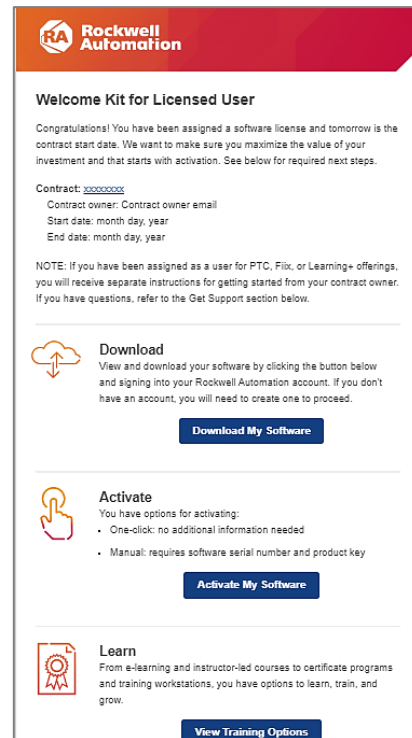 RA
Rockwell
Automation
Welcome Kit for Licensed User
Congratulations! You have been assigned a software license and tomorrow is the
contract start date. We want to make sure you maximize the value of your
investment and that starts with activation. See below for required next steps.
Contract: xxxxxxxx
Contract owner: Contract owner email
Start date: month day, year
End date: month day, year
NOTE: If you have been assigned as a user for PTC, Fiix, or Learning+ offerings,
you will receive separate instructions for getting started from your contract owner.
If you have questions, refer to the Get Support section below.
Download
View and download your software by clicking the button below
and signing into your Rockwell Automation account. If you don't
have an account, you will need to create one to proceed.
Download My Software
Activate
You have options for activating:
• One-click: no additional information needed
• Manual: requires software serial number and product key
Activate My Software
Learn
From e-learning and instructor-led courses to certificate programs
and training workstations, you have options to learn, train, and
grow.
View Training Options